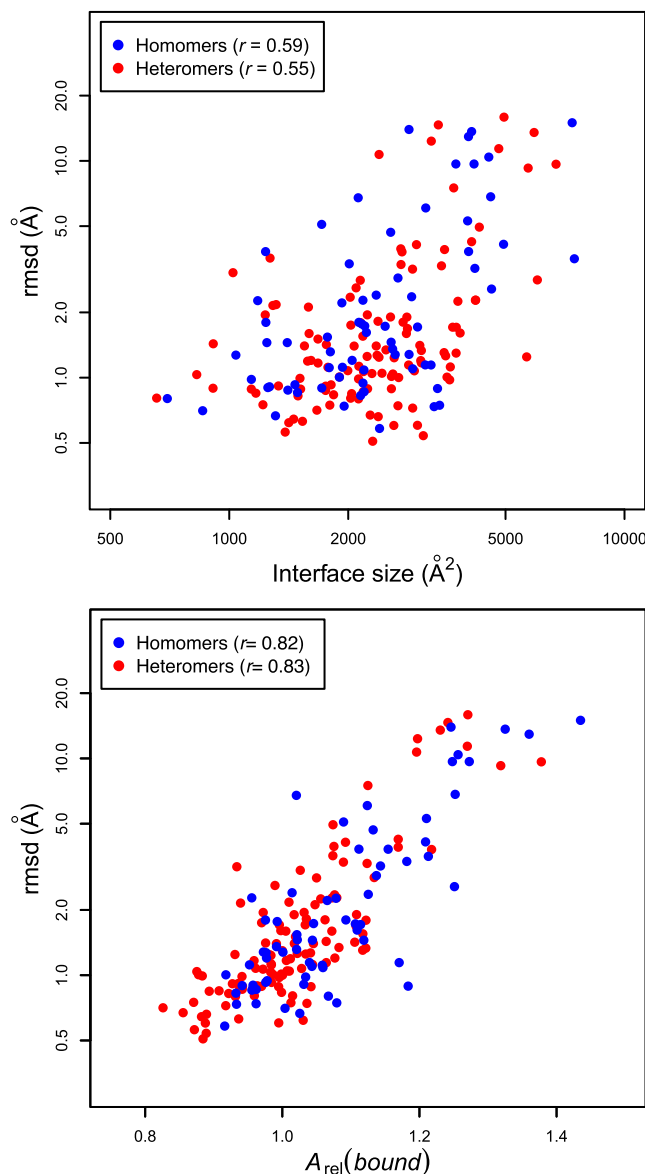 Homomers (r = 0.59)
Heteromers (r = 0.55)
20.0
10.0
5.0
2.0
1.0
0.5
rmsd (Å)
500 1000 2000 5000 10000
Interface size (Å²)
Homomers (r= 0.82)
Heteromers (r= 0.83)
20.0
10.0
5.0
2.0
1.0
0.5
rmsd (Å)
0.8 1.0 1.2 1.4
Arel(bound)